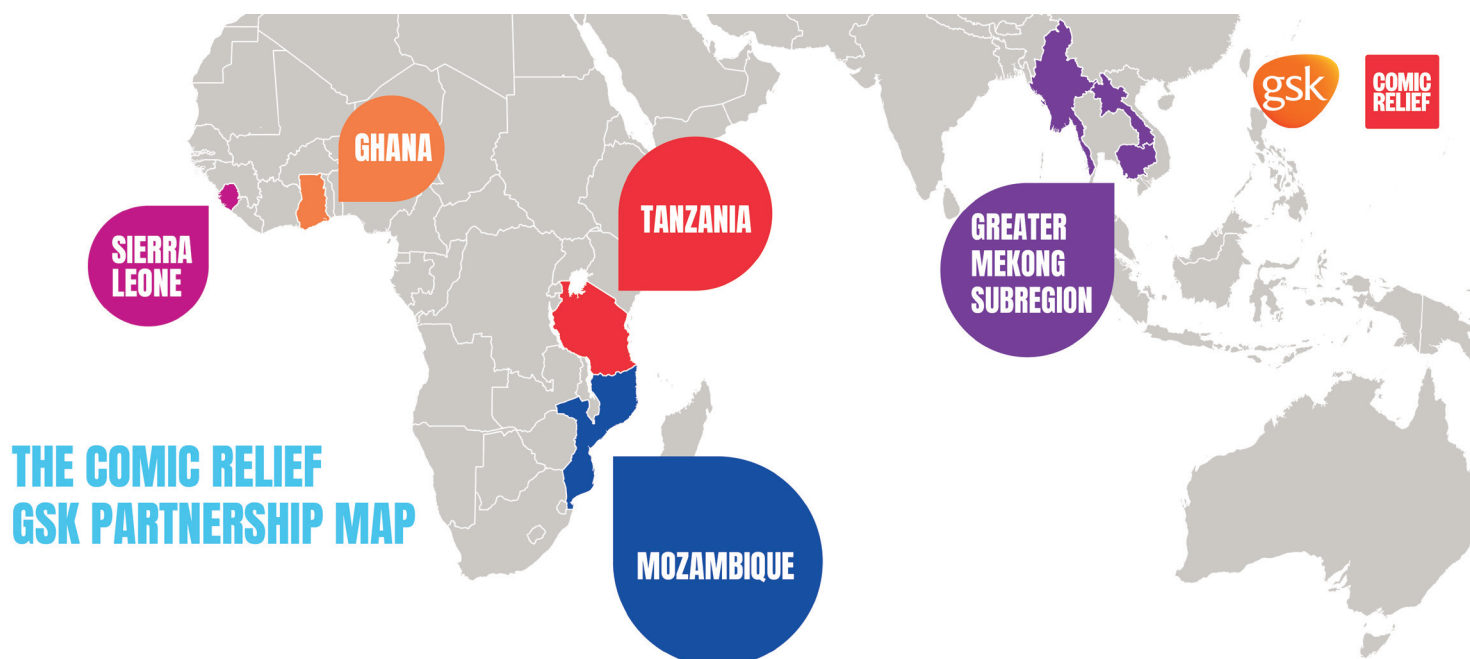 gsk
COMIC
RELIEF
GHANA
TANZANIA
SIERRA
LEONE
GREATER
MEKONG
SUBREGION
THE COMIC RELIEF
GSK PARTNERSHIP MAP
MOZAMBIQUE